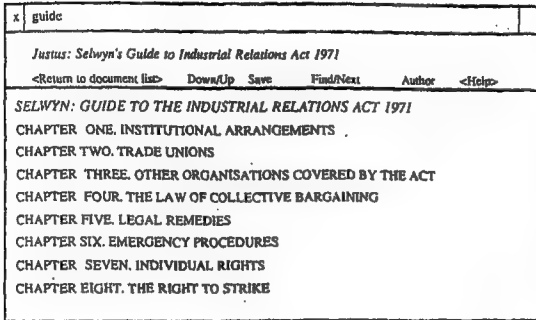 x guide
Justus: Selwyn's Guide to Industrial Relations Act 1971
<Return to document list> Down/Up Save Find/Next Author <Help>
SELWYN: GUIDE TO THE INDUSTRIAL RELATIONS ACT 1971
CHAPTER ONE. INSTITUTIONAL ARRANGEMENTS
CHAPTER TWO. TRADE UNIONS
CHAPTER THREE. OTHER ORGANISATIONS COVERED BY THE ACT
CHAPTER FOUR. THE LAW OF COLLECTIVE BARGAINING
CHAPTER FIVE. LEGAL REMEDIES
CHAPTER SIX. EMERGENCY PROCEDURES
CHAPTER SEVEN. INDIVIDUAL RIGHTS
CHAPTER EIGHT. THE RIGHT TO STRIKE